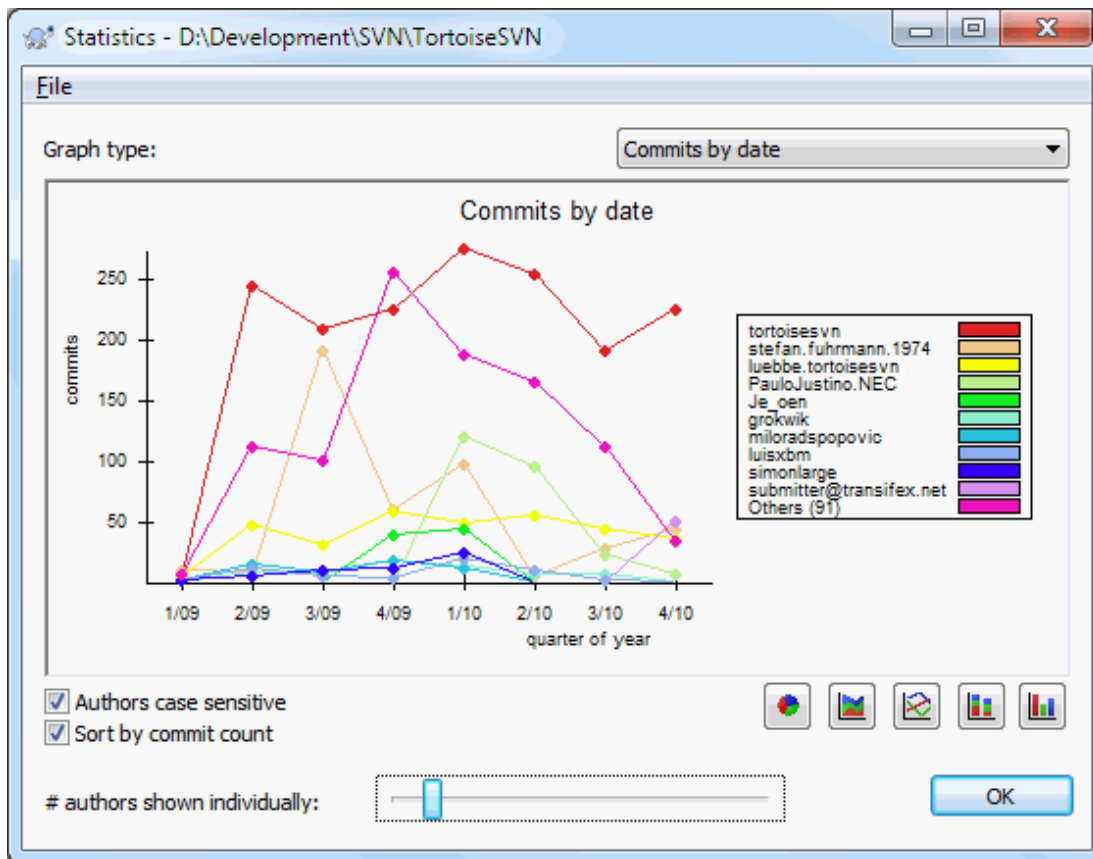 Statistics - D:\Development\SVN\TortoiseSVN
File
Graph type:
Commits by date
Commits by date
250
200
150
100
50
commits
1/09 2/09 3/09 4/09 1/10 2/10 3/10 4/10
quarter of year
tortoisesvn
stefan.fuhrmann.1974
luebbe.tortoisesvn
PauloJustino.NEC
Je_oen
grokwik
miloradspopovic
luisxbm
simonlarge
submitter@transifex.net
Others (91)
Authors case sensitive
Sort by commit count
# authors shown individually:
OK